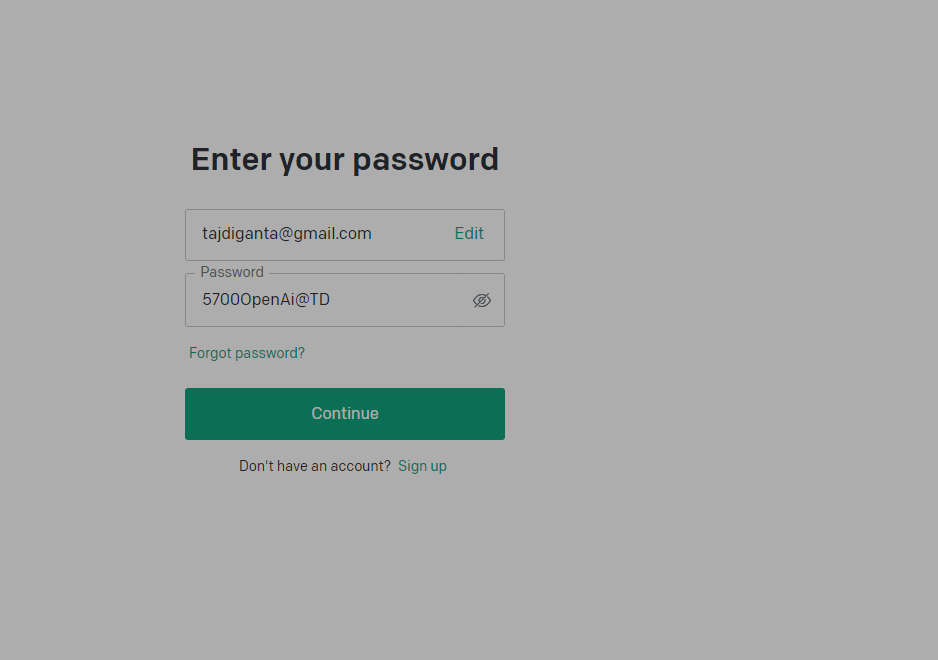 Enter your password
tajdiganta@gmail.com Edit
Password
5700OpenAi@TD
Forgot password?
Continue
Don't have an account? Sign up